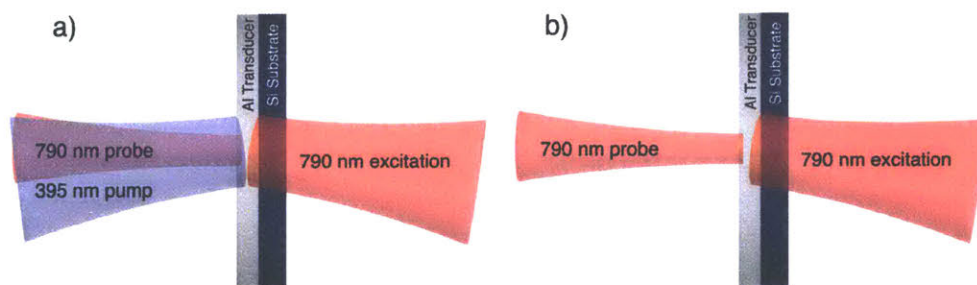 a)
Al Transducer
Si Substrate
790 nm probe
395 nm pump
790 nm excitation
b)
Al Transducer
Si Substrate
790 nm probe
790 nm excitation